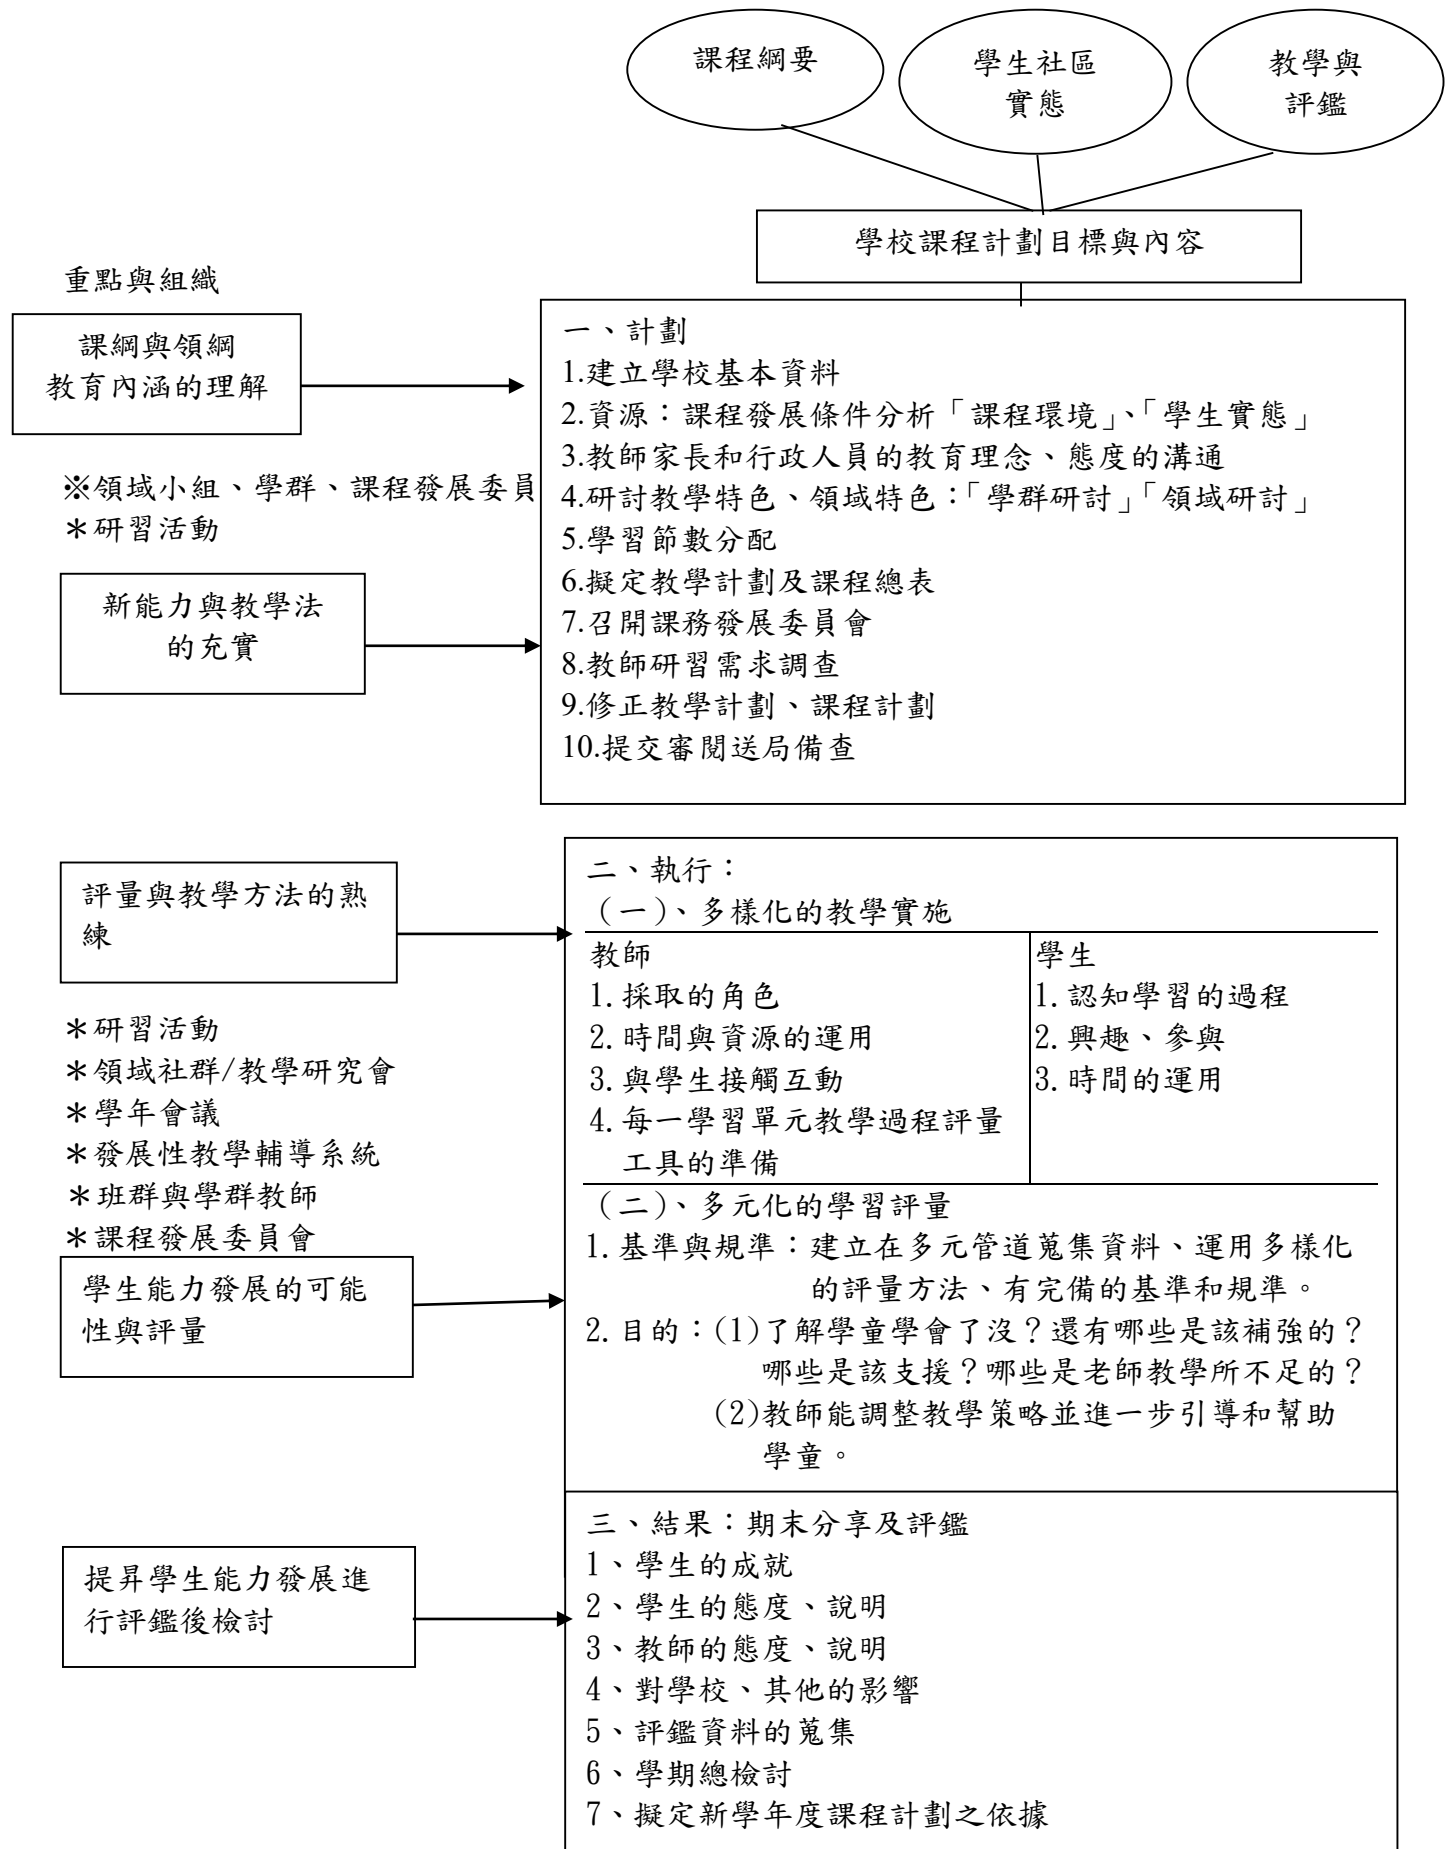 課程綱要
學生社區
實態
教學與
評鑑
學校課程計劃目標與內容
重點與組織
課綱與領綱
教育內涵的理解
※領域小組、學群、課程發展委員
＊研習活動
新能力與教學法
的充實
一、計劃
1.建立學校基本資料
2.資源：課程發展條件分析「課程環境」、「學生實態」
3.教師家長和行政人員的教育理念、態度的溝通
4.研討教學特色、領域特色：「學群研討」「領域研討」
5.學習節數分配
6.擬定教學計劃及課程總表
7.召開課務發展委員會
8.教師研習需求調查
9.修正教學計劃、課程計劃
10.提交審閱送局備查
評量與教學方法的熟
練
＊研習活動
＊領域社群/教學研究會
＊學年會議
＊發展性教學輔導系統
＊班群與學群教師
＊課程發展委員會
學生能力發展的可能
性與評量
二、執行：
（一）、多樣化的教學實施
教師
1.採取的角色
2.時間與資源的運用
3.與學生接觸互動
4.每一學習單元教學過程評量
工具的準備
學生
1.認知學習的過程
2.興趣、參與
3.時間的運用
（二）、多元化的學習評量
1.基準與規準：建立在多元管道蒐集資料、運用多樣化
的評量方法、有完備的基準和規準。
2.目的：(1)了解學童學會了沒？還有哪些是該補強的？
哪些是該支援？哪些是老師教學所不足的？
(2)教師能調整教學策略並進一步引導和幫助
學童。
提昇學生能力發展進
行評鑑後檢討
三、結果：期末分享及評鑑
1、學生的成就
2、學生的態度、說明
3、教師的態度、說明
4、對學校、其他的影響
5、評鑑資料的蒐集
6、學期總檢討
7、擬定新學年度課程計劃之依據